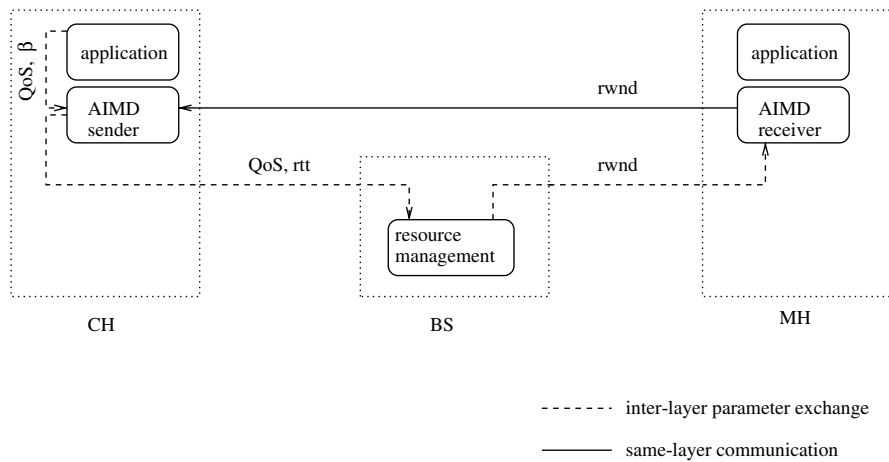 application
QoS, β
AIMD
sender
application
AIMD
receiver
rwnd
QoS, rtt
rwnd
resource
management
CH
BS
MH
inter-layer parameter exchange
same-layer communication